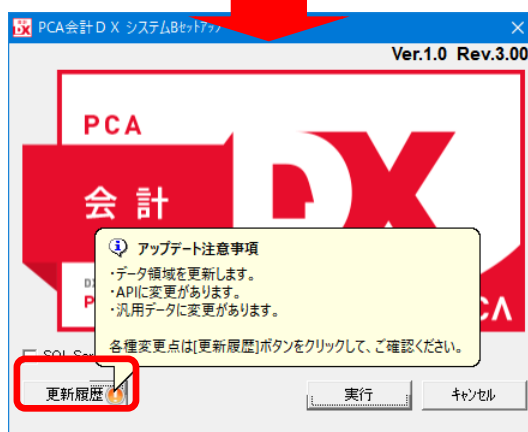 PCA会計DX システムBセットアップ
Ver.1.0 Rev.3.00
PCA
会計
アップデート注意事項
・データ領域を更新します。
・APIに変更があります。
・汎用データに変更があります。
各種変更点は[更新履歴]ボタンをクリックして、ご確認ください。
更新履歴
実行
キャンセル